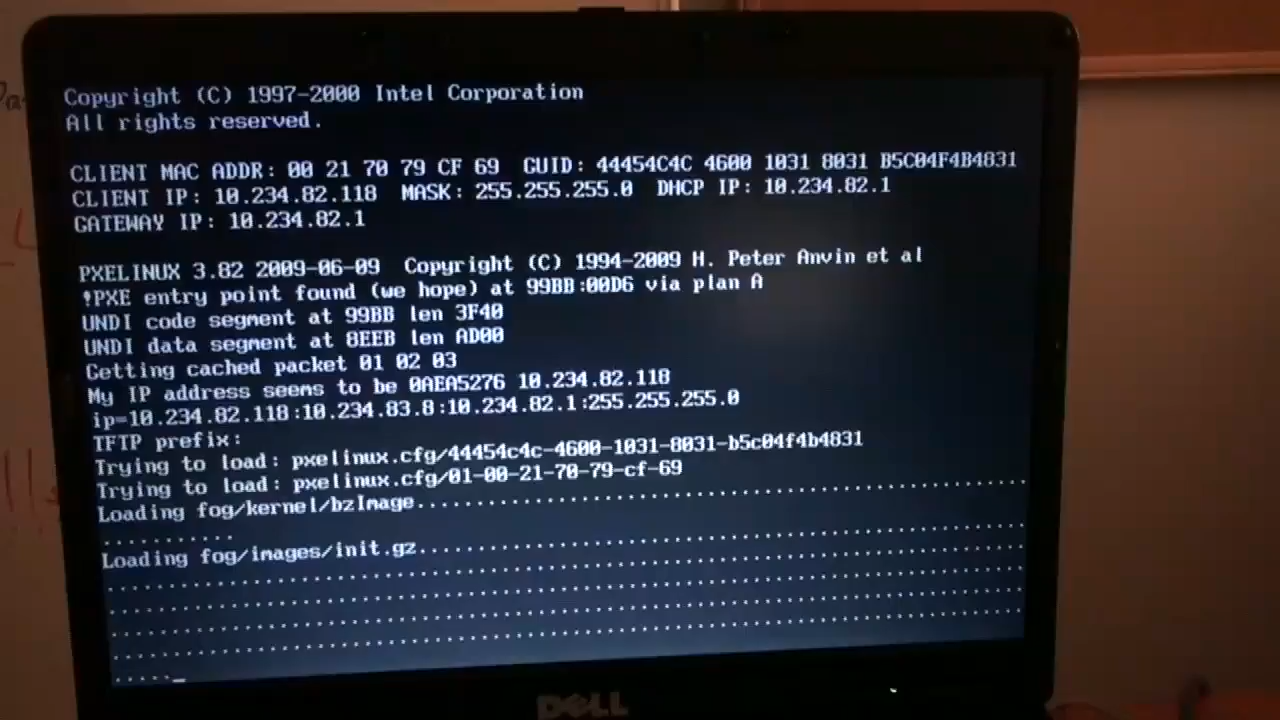 Copyright (C) 1997-2000 Intel Corporation
All rights reserved.
CLIENT MAC ADDR: 00 21 70 79 CF 69 GUID: 44454C4C 4600 1031 8031 B5C04F4B4831
CLIENT IP: 10.234.82.118 MASK: 255.255.255.0 DHCP IP: 10.234.82.1
GATEWAY IP: 10.234.82.1
PXELINUX 3.82 2009-06-09 Copyright (C) 1994-2009 H. Peter Anvin et al
!PXE entry point found (we hope) at 99BB:00D6 via plan A
UNDI code segment at 99BB len 3F40
UNDI data segment at 8EEB len AD00
Getting cached packet 01 02 03
My IP address seems to be 0AEA5276 10.234.82.118
ip=10.234.82.118:10.234.83.8:10.234.82.1:255.255.255.0
TFTP prefix:
Trying to load: pxelinux.cfg/44454c4c-4600-1031-8031-b5c04f4b4831
Trying to load: pxelinux.cfg/01-00-21-70-79-cf-69
Loading fog/kernel/bzImage..................................................
...........
Loading fog/images/init.gz..................................................
............................................................................
............................................................................
............................................................................
............................................................................
....._
DELL